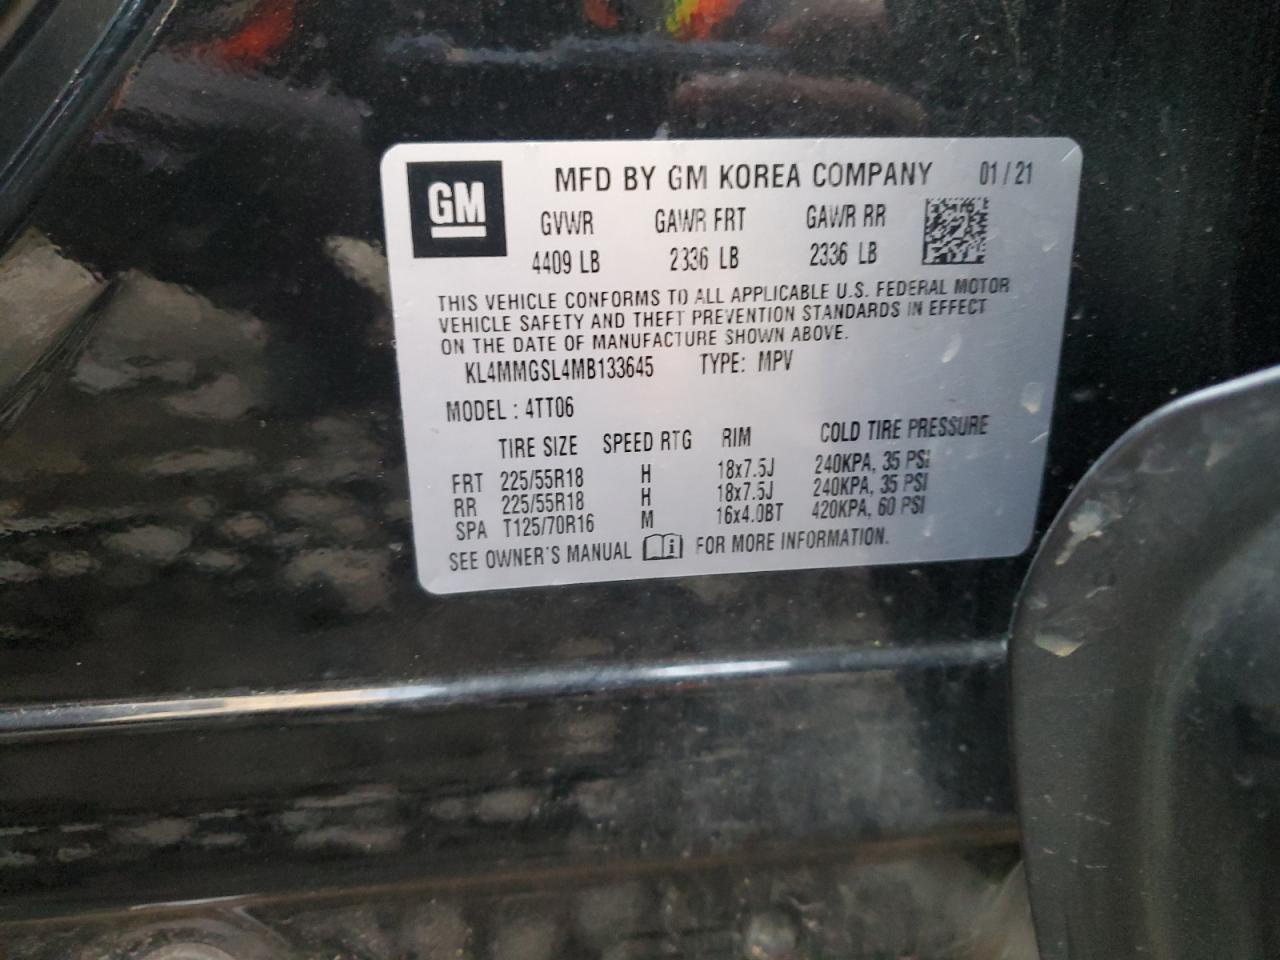 GM
MFD BY GM KOREA COMPANY 01/21
GVWR GAWR FRT GAWR RR
4409 LB 2336 LB 2336 LB
THIS VEHICLE CONFORMS TO ALL APPLICABLE U.S. FEDERAL MOTOR
VEHICLE SAFETY AND THEFT PREVENTION STANDARDS IN EFFECT
ON THE DATE OF MANUFACTURE SHOWN ABOVE.
KL4MMGSL4MB133645 TYPE: MPV
MODEL: 4TT06
TIRE SIZE SPEED RTG RIM COLD TIRE PRESSURE
FRT 225/55R18 H 18x7.5J 240KPA, 35 PSI
RR 225/55R18 H 18x7.5J 240KPA, 35 PSI
SPA T125/70R16 M 16x4.0BT 420KPA, 60 PSI
SEE OWNER'S MANUAL FOR MORE INFORMATION.